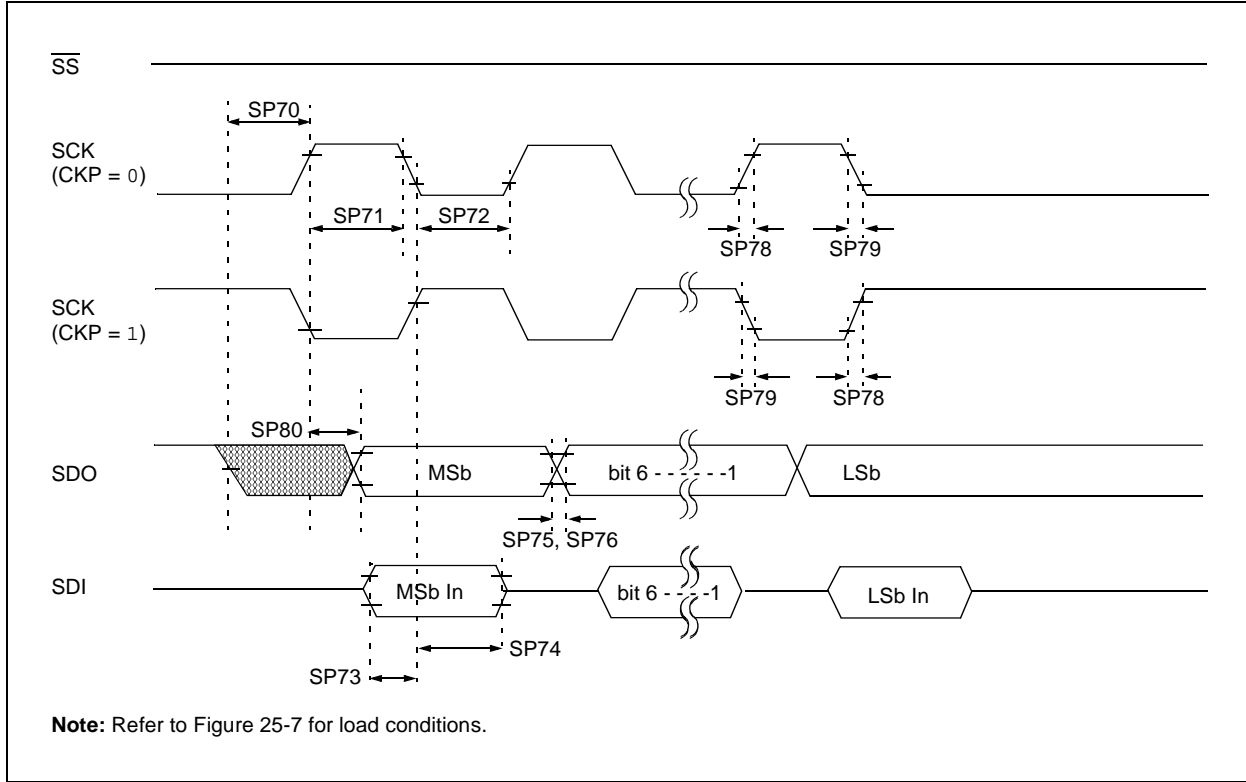 SS
SP70
SCK
(CKP = 0)
SP71
SP72
SP78
SP79
SCK
(CKP = 1)
SP79
SP78
SP80
SDO
MSb
bit 6 - - - - - -1
LSb
SP75, SP76
SDI
MSb In
bit 6 - - - -1
LSb In
SP74
SP73
Note: Refer to Figure 25-7 for load conditions.